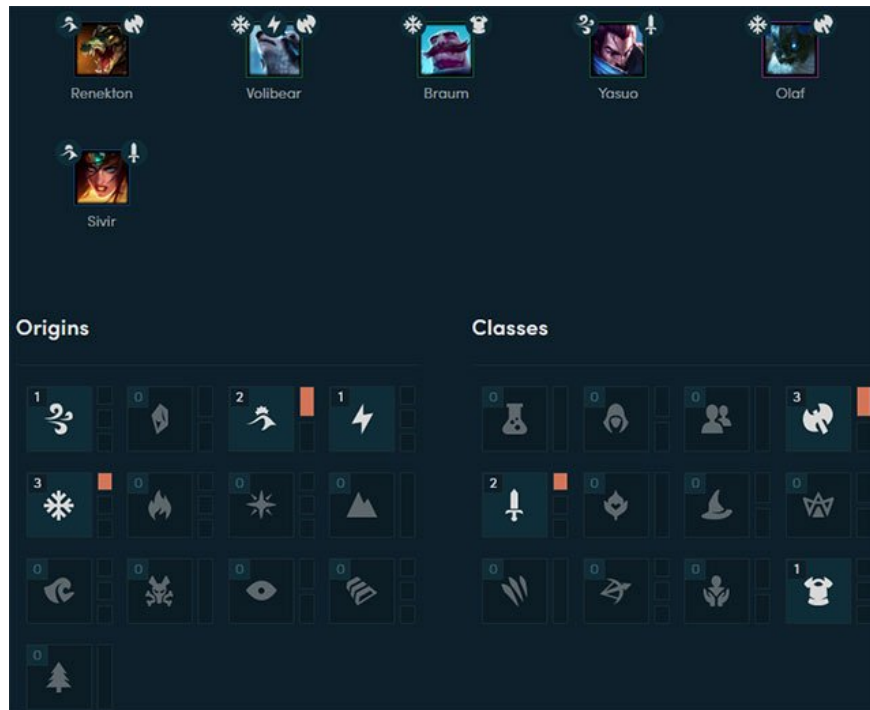 Renekton Volibear Braum Yasuo Olaf
Sivir
Origins Classes
1 0 2 1 0 0 0 3
3 0 0 0 2 0 0 0
0 0 0 0 0 0 0 1
0